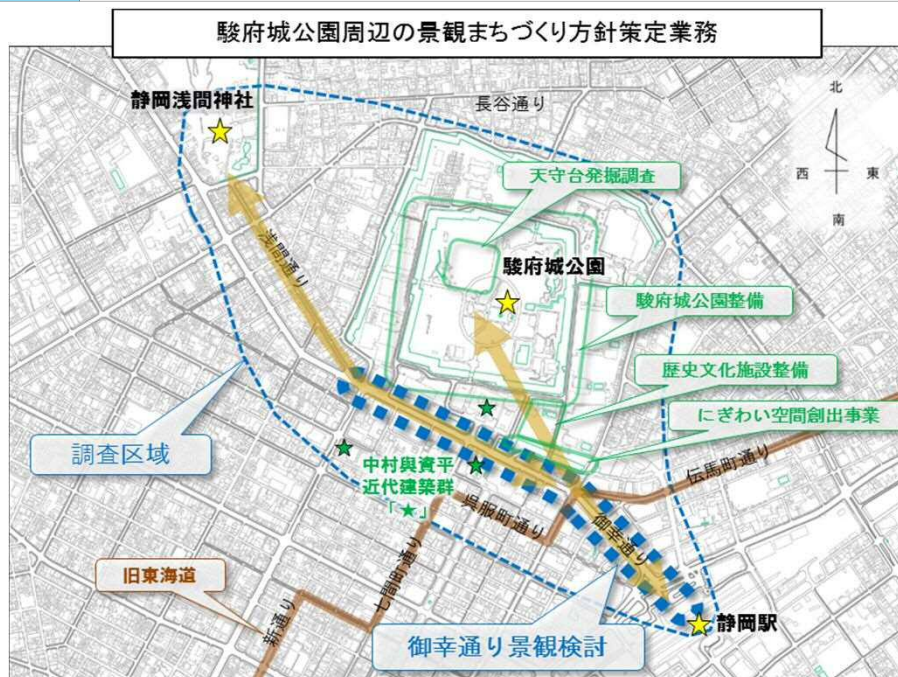 駿府城公園周辺の景観まちづくり方針策定業務
静岡浅間神社
長谷通り
北
西
東
南
天守台発掘調査
浅間通り
駿府城公園
駿府城公園整備
歴史文化施設整備
にぎわい空間創出事業
調査区域
中村與資平
近代建築群
「★」
伝馬町通り
呉服町通り
御幸通り
旧東海道
七間町通り
新通り
静岡駅
御幸通り景観検討